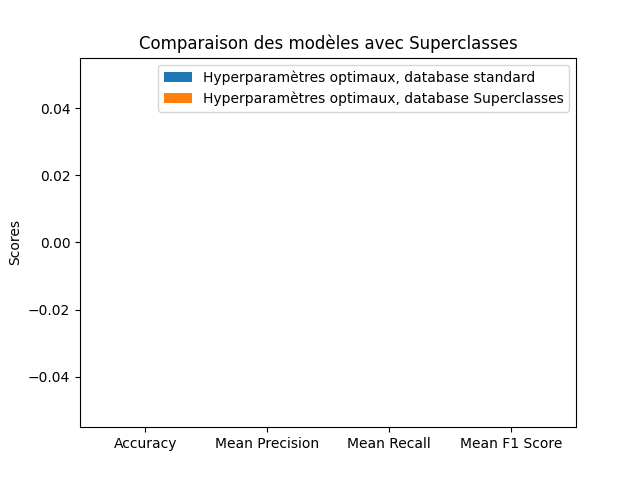 Comparaison des modèles avec Superclasses
Hyperparamètres optimaux, database standard
Hyperparamètres optimaux, database Superclasses
0.04
0.02
0.00
−0.02
−0.04
Scores
Accuracy
Mean Precision
Mean Recall
Mean F1 Score